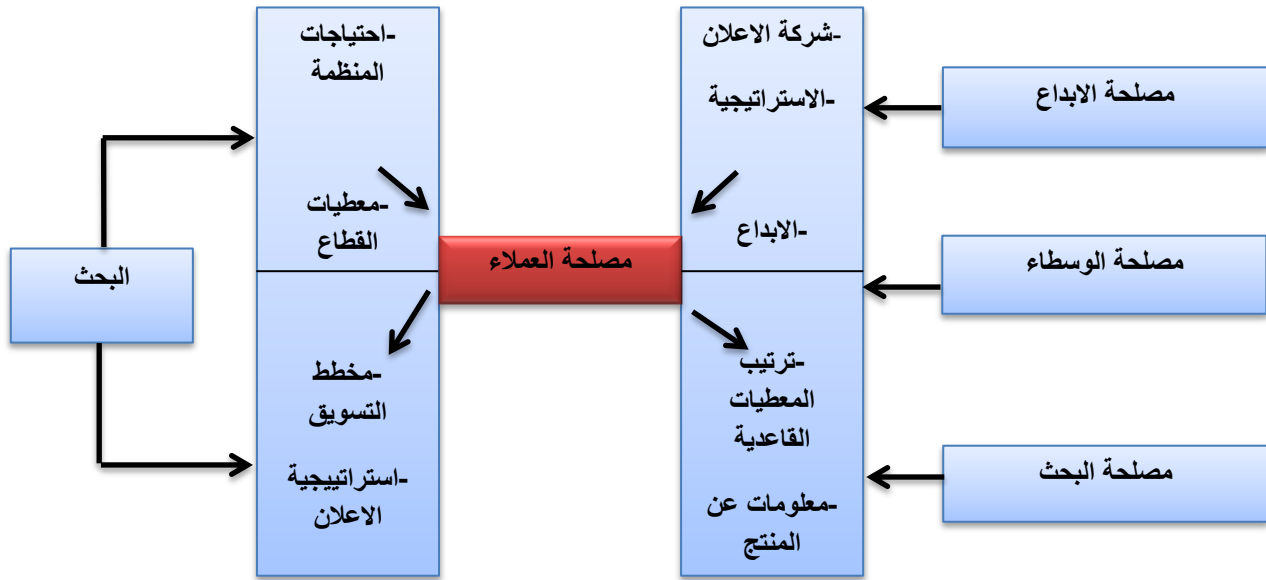 -شركة الاعلان
-الاستراتيجية
-الابداع
-ترتيب
المعطيات
القاعدية
-معلومات عن
المنتج
مصلحة الابداع
مصلحة الوسطاء
مصلحة البحث
مصلحة العملاء
-احتياجات
المنظمة
-معطيات
القطاع
-مخطط
التسويق
-استراتييجية
الاعلان
البحث